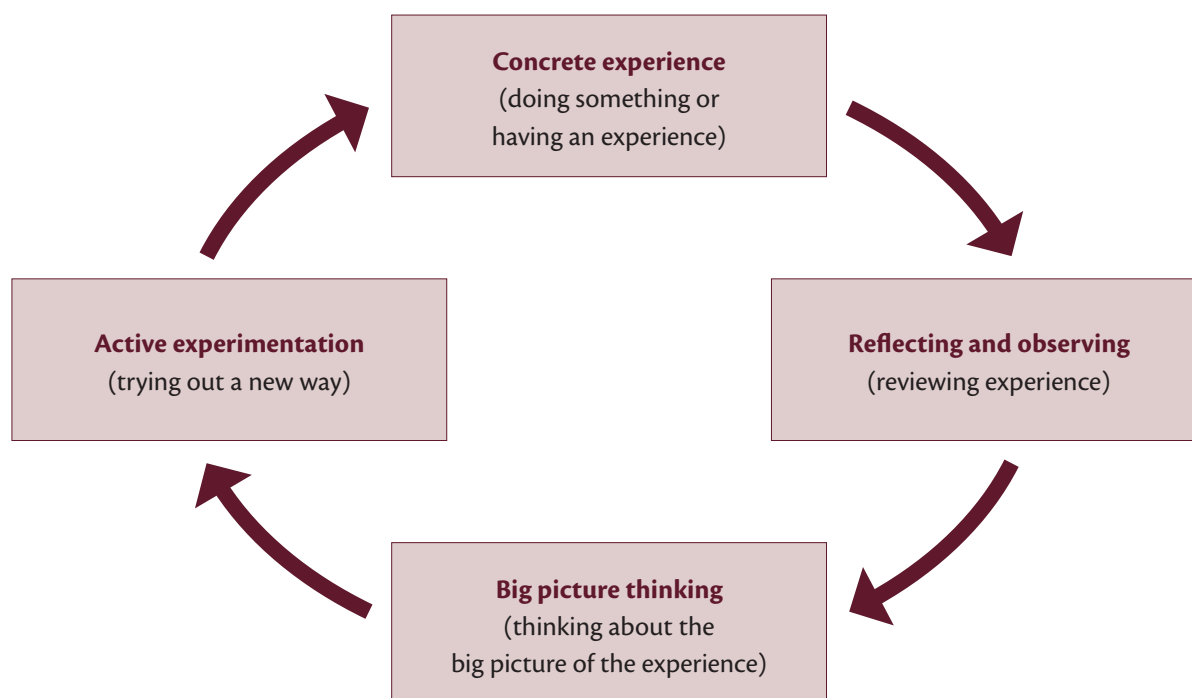 Concrete experience
(doing something or
having an experience)
Reflecting and observing
(reviewing experience)
Big picture thinking
(thinking about the
big picture of the experience)
Active experimentation
(trying out a new way)